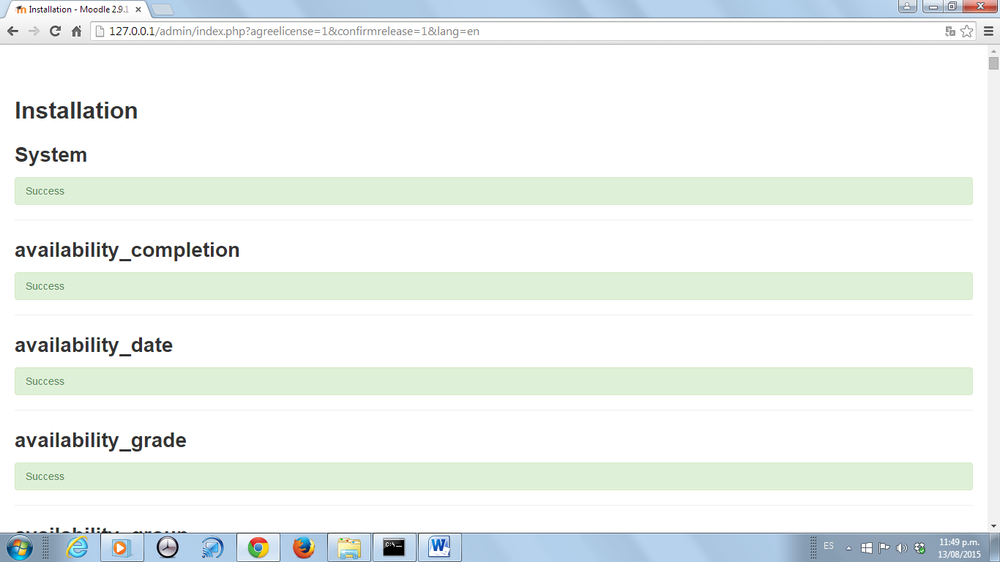 Installation - Moodle 2.9.1
127.0.0.1/admin/index.php?agreelicense=1&confirmrelease=1&lang=en
Installation
System
Success
availability_completion
Success
availability_date
Success
availability_grade
Success
availability_group
ES
11:49 p.m.
13/08/2015